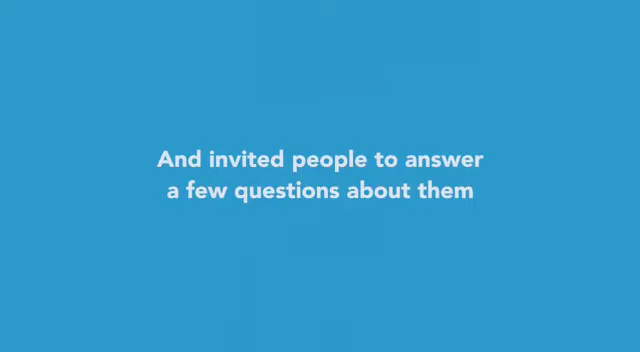 And invited people to answer
a few questions about them